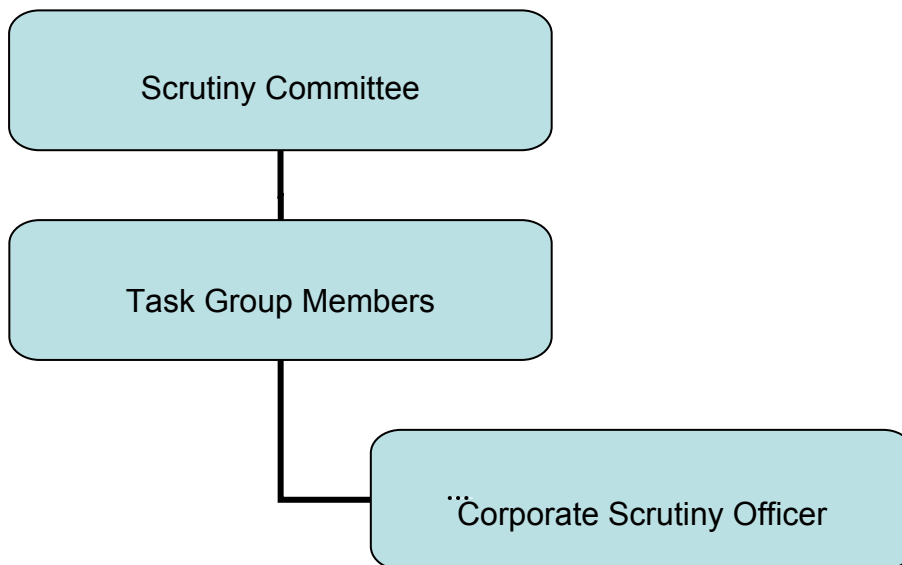 Scrutiny Committee
Task Group Members
...
Corporate Scrutiny Officer